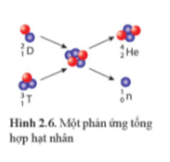 ²₁D
⁴₂He
³₁T
¹₀n
Hình 2.6. Một phản ứng tổng
hợp hạt nhân